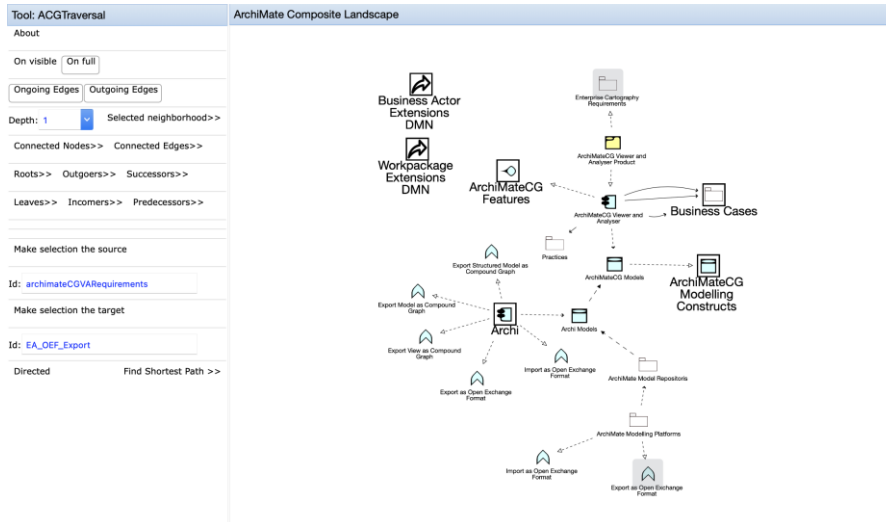 Tool: ACGTraversal
About
On visible On full
Ongoing Edges Outgoing Edges
Depth: 1 Selected neighborhood>>
Connected Nodes>> Connected Edges>>
Roots>> Outgoers>> Successors>>
Leaves>> Incomers>> Predecessors>>
Make selection the source
Id: archimateCGVARequirements
Make selection the target
Id: EA_OEF_Export
Directed Find Shortest Path >>
ArchiMate Composite Landscape
Business Actor
Extensions
DMN
Enterprise Cartography
Requirements
Workpackage
Extensions
DMN
ArchiMateCG Viewer and
Analyser Product
ArchiMateCG
Features
ArchiMateCG Viewer and
Analyser
Business Cases
Practices
Export Structured Model as
Compound Graph
ArchiMateCG Models
ArchiMateCG
Modelling
Constructs
Export Model as Compound
Graph
Archi
Archi Models
Export View as Compound
Graph
Import as Open Exchange
Format
Export as Open Exchange
Format
ArchiMate Model Repositoris
ArchiMate Modelling Platforms
Import as Open Exchange
Format
Export as Open Exchange
Format